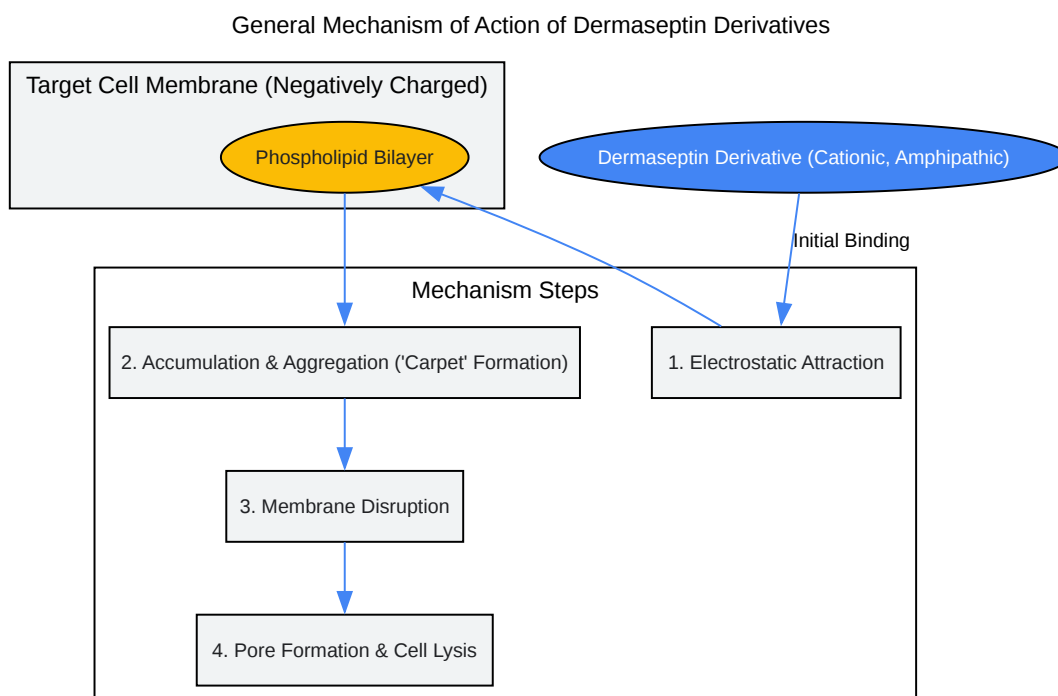 General Mechanism of Action of Dermaseptin Derivatives
Target Cell Membrane (Negatively Charged)
Phospholipid Bilayer
Dermaseptin Derivative (Cationic, Amphipathic)
Initial Binding
Mechanism Steps
2. Accumulation & Aggregation ('Carpet' Formation)
1. Electrostatic Attraction
3. Membrane Disruption
4. Pore Formation & Cell Lysis